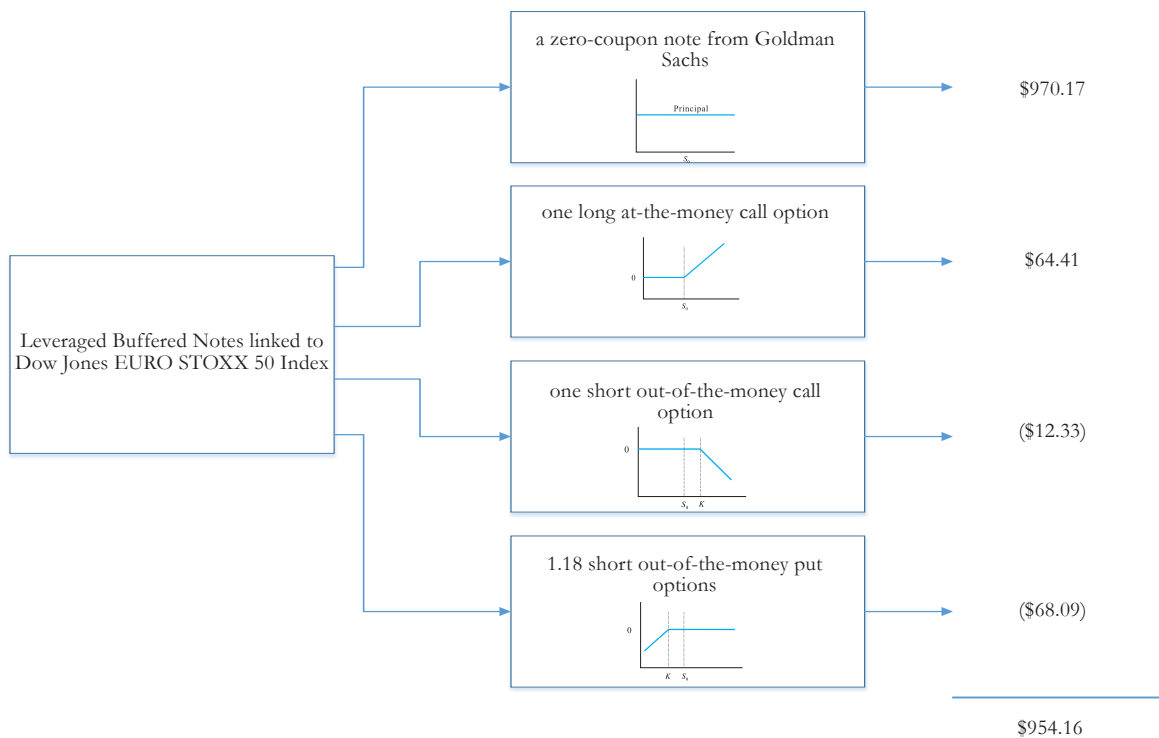 a zero-coupon note from Goldman
Sachs
Principal
S₀
$970.17
one long at-the-money call option
0
S₀
$64.41
Leveraged Buffered Notes linked to
Dow Jones EURO STOXX 50 Index
one short out-of-the-money call
option
0
S₀ K
($12.33)
1.18 short out-of-the-money put
options
0
K S₀
($68.09)
$954.16